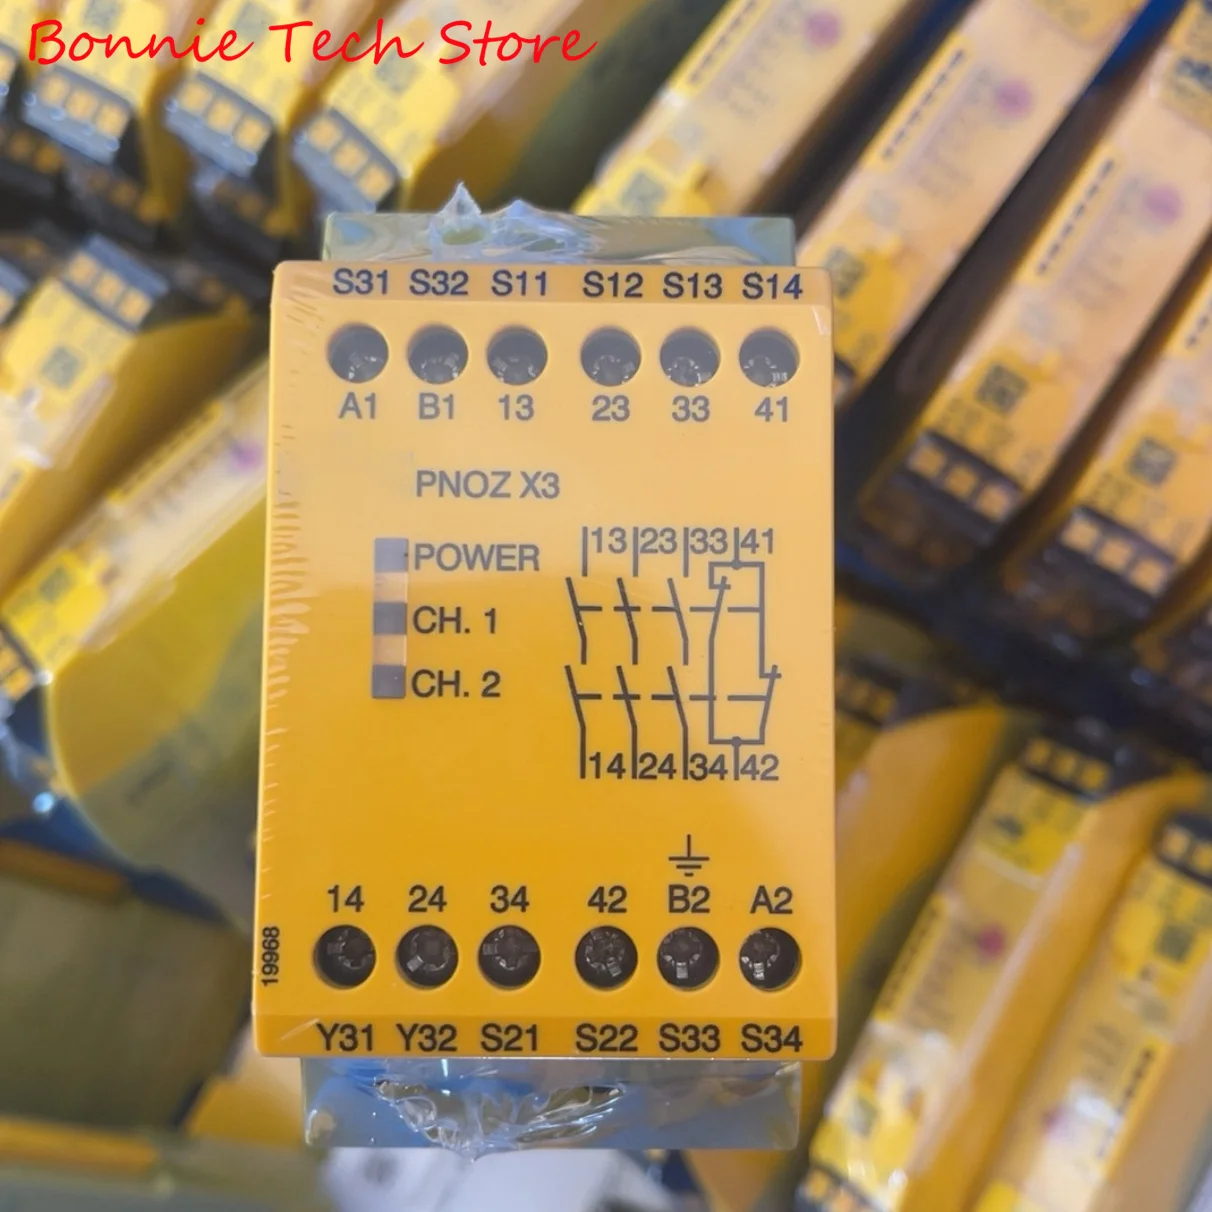 Bonnie Tech Store
S31 S32 S11 S12 S13 S14
A1 B1 13 23 33 41
PNOZ X3
13 23 33 41
POWER
CH. 1
CH. 2
14 24 34 42
14 24 34 42 B2 A2
19968
Y31 Y32 S21 S22 S33 S34